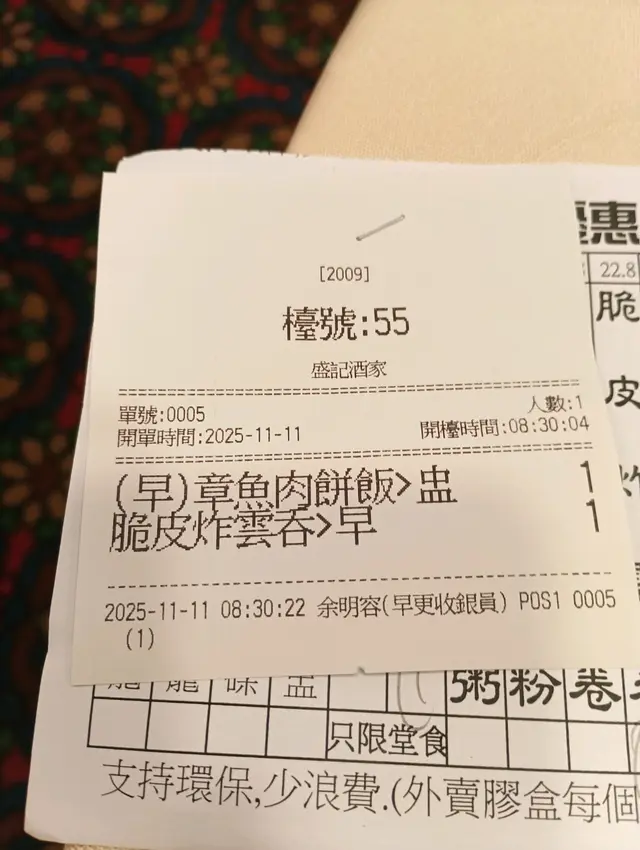 [2009]
檯號:55
盛記酒家
單號:0005
人數:1
開單時間:2025-11-11
開檯時間:08:30:04
(早)章魚肉餅飯>盅 1
脆皮炸雲吞>早 1
2025-11-11 08:30:22 余明容(早更收銀員) POS1 0005
(1)
惠
22.8
脆
皮
炸
粥 粉 卷
只限堂食
支持環保,少浪費.(外賣膠盒每個